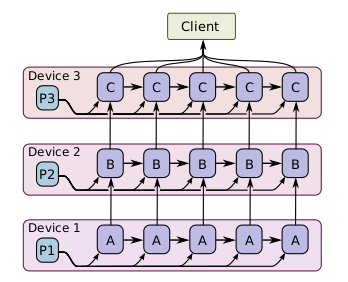 Client
Device 3
P3 C C C C C
Device 2
P2 B B B B B
Device 1
P1 A A A A A